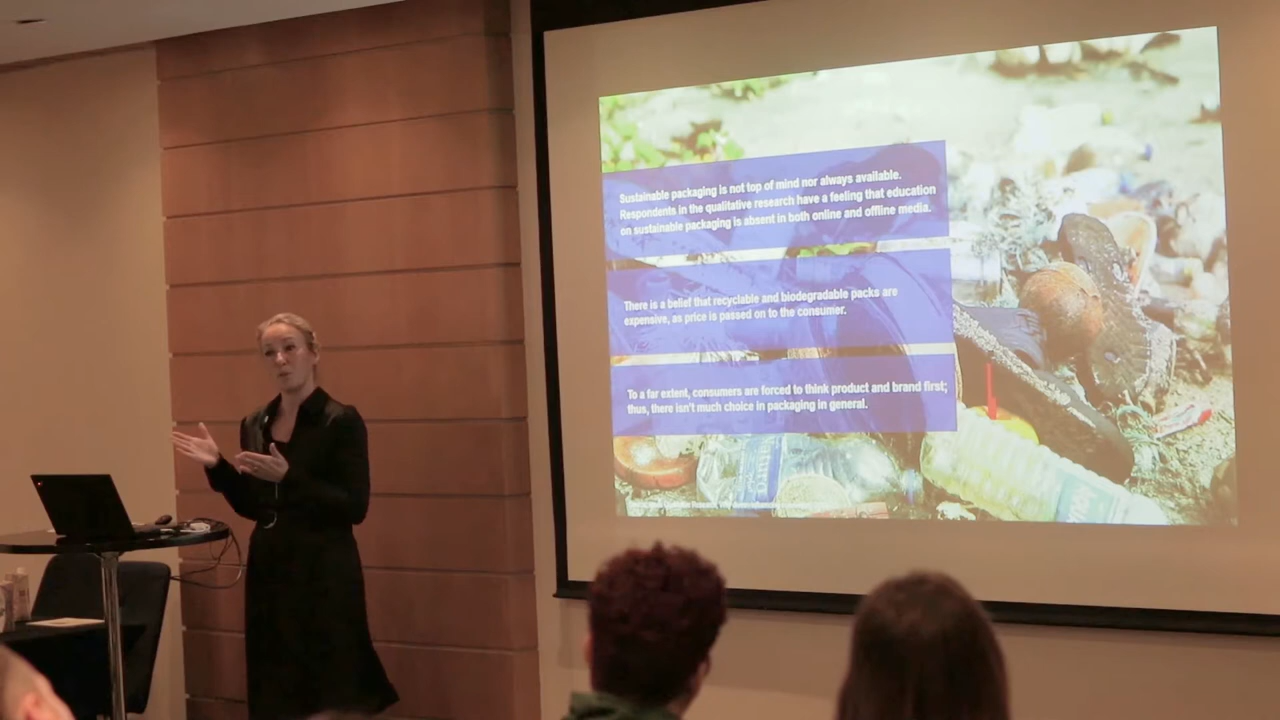 Sustainable packaging is not top of mind nor always available.
Respondents in the qualitative research have a feeling that education
on sustainable packaging is absent in both online and offline media.
There is a belief that recyclable and biodegradable packs are
expensive, as price is passed on to the consumer.
To a far extent, consumers are forced to think product and brand first;
thus, there isn't much choice in packaging in general.